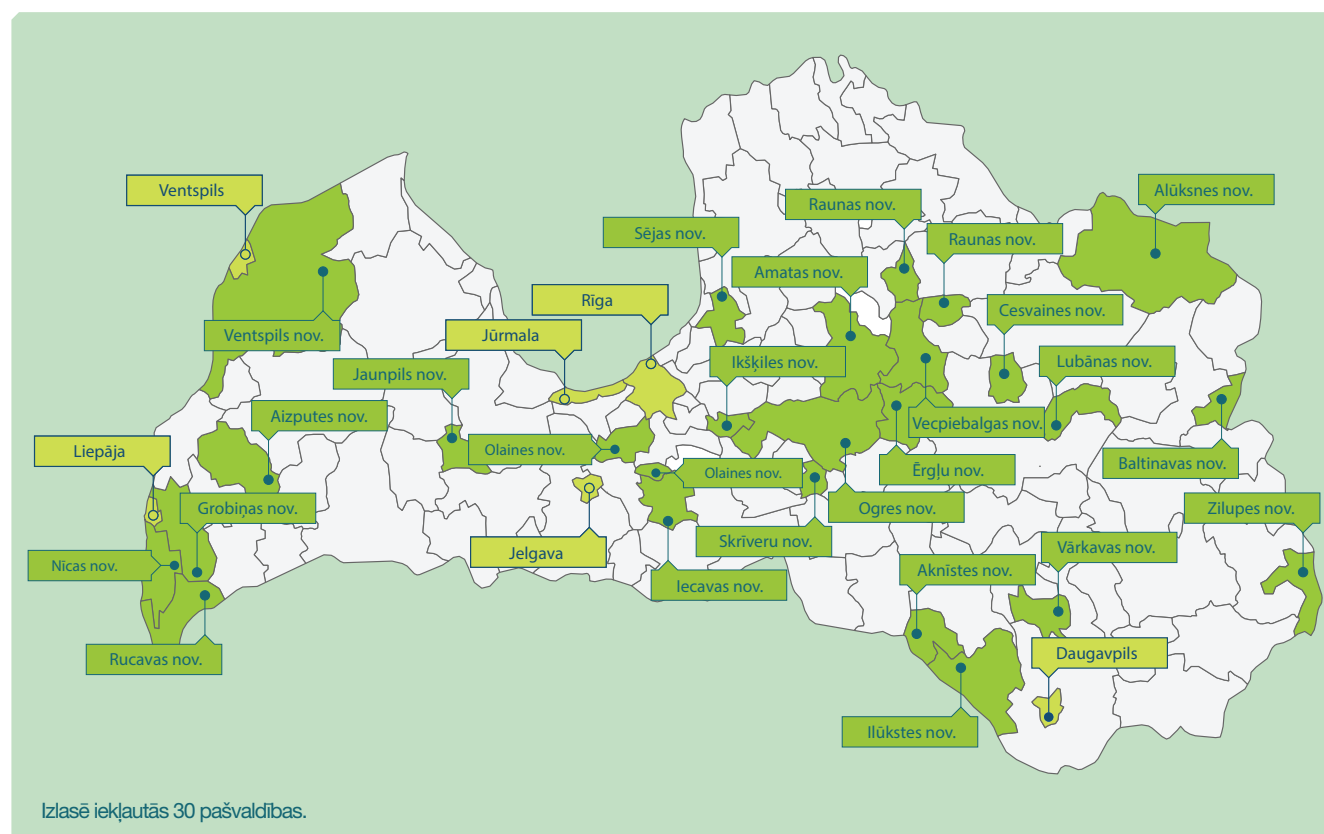 Ventspils
Alūksnes nov.
Raunas nov.
Sējas nov.
Raunas nov.
Amatas nov.
Rīga
Cesvaines nov.
Ventspils nov.
Jūrmala
Ikšķiles nov.
Lubānas nov.
Jaunpils nov.
Aizputes nov.
Vecpiebalgas nov.
Liepāja
Olaines nov.
Baltinavas nov.
Olaines nov.
Ērgļu nov.
Grobiņas nov.
Ogres nov.
Zilupes nov.
Skrīveru nov.
Vārkavas nov.
Jelgava
Nīcas nov.
Aknīstes nov.
Iecavas nov.
Rucavas nov.
Daugavpils
Ilūkstes nov.
Izlasē iekļautās 30 pašvaldības.